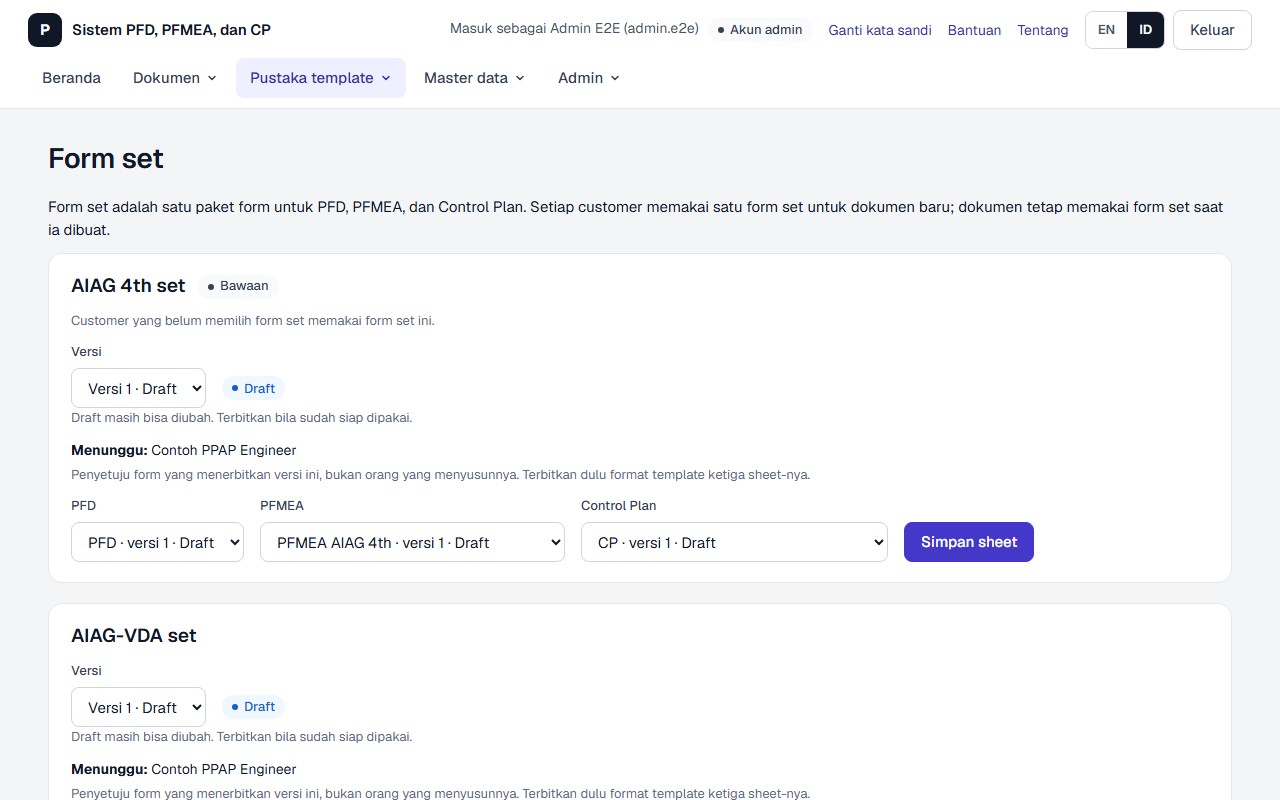 P Sistem PFD, PFMEA, dan CP
Masuk sebagai Admin E2E (admin.e2e) Akun admin Ganti kata sandi Bantuan Tentang EN ID Keluar
Beranda Dokumen Pustaka template Master data Admin
Form set
Form set adalah satu paket form untuk PFD, PFMEA, dan Control Plan. Setiap customer memakai satu form set untuk dokumen baru; dokumen tetap memakai form set saat
ia dibuat.
AIAG 4th set Bawaan
Customer yang belum memilih form set memakai form set ini.
Versi
Versi 1 · Draft Draft
Draft masih bisa diubah. Terbitkan bila sudah siap dipakai.
Menunggu: Contoh PPAP Engineer
Penyetuju form yang menerbitkan versi ini, bukan orang yang menyusunnya. Terbitkan dulu format template ketiga sheet-nya.
PFD PFMEA Control Plan
PFD · versi 1 · Draft PFMEA AIAG 4th · versi 1 · Draft CP · versi 1 · Draft Simpan sheet
AIAG-VDA set
Versi
Versi 1 · Draft Draft
Draft masih bisa diubah. Terbitkan bila sudah siap dipakai.
Menunggu: Contoh PPAP Engineer
Penyetuju form yang menerbitkan versi ini, bukan orang yang menyusunnya. Terbitkan dulu format template ketiga sheet-nya.